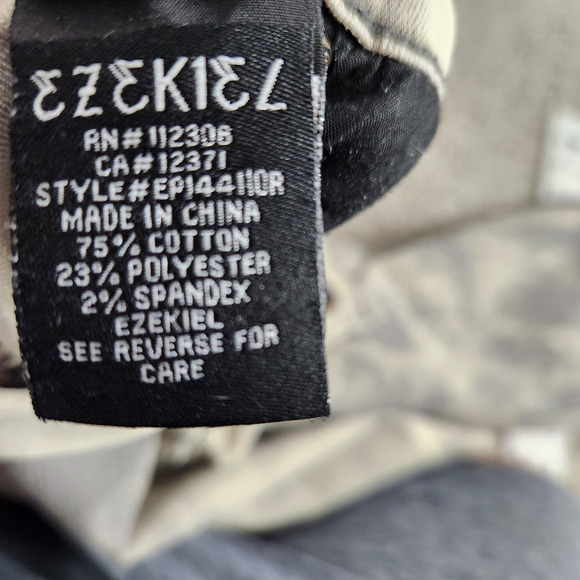 EZEKIEL
RN# 112306
CA# 12371
STYLE# EP144110R
MADE IN CHINA
75% COTTON
23% POLYESTER
2% SPANDEX
EZEKIEL
SEE REVERSE FOR
CARE